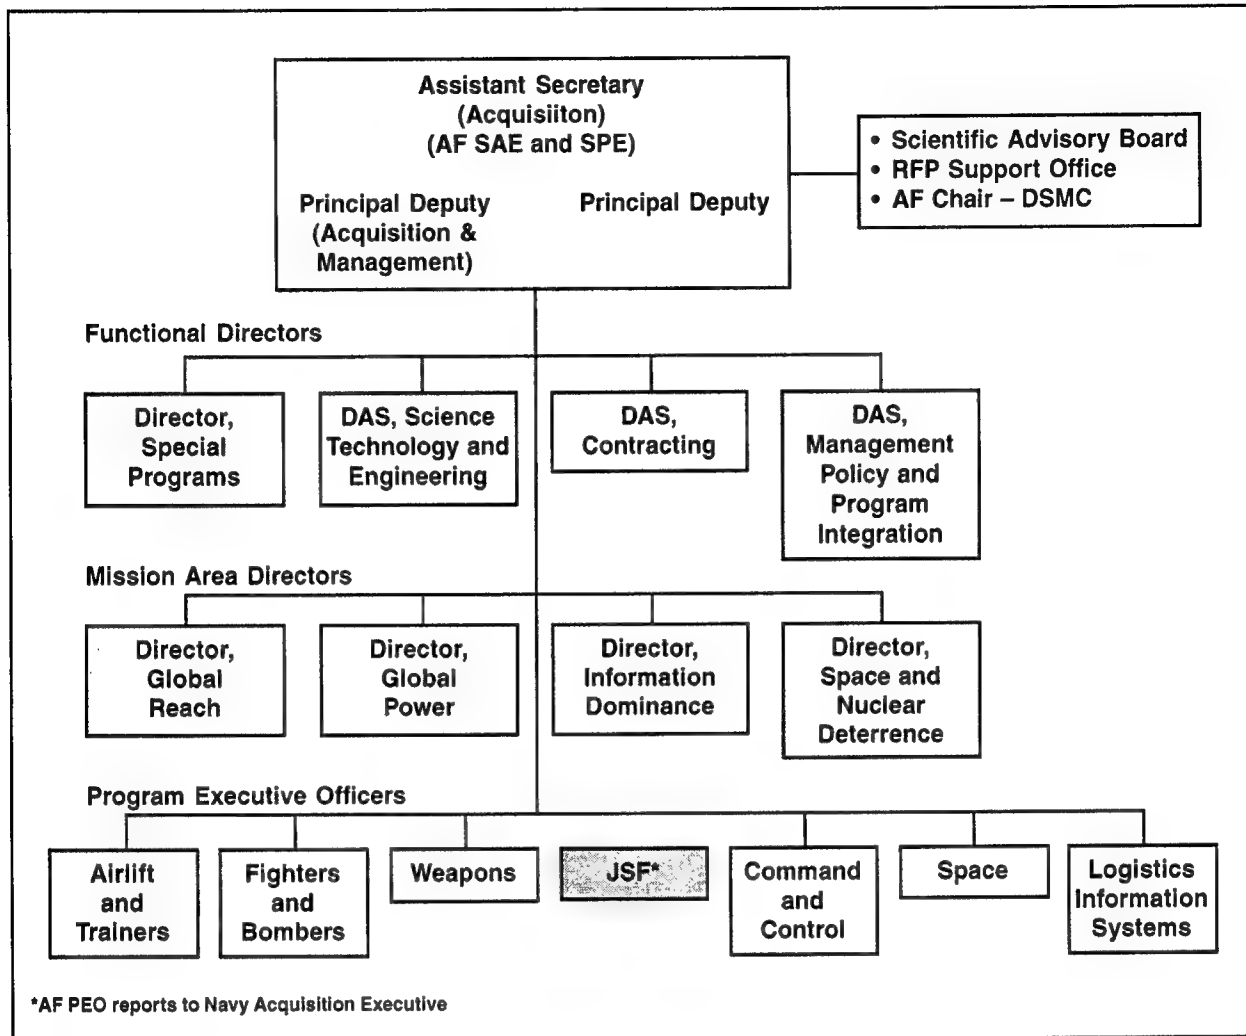 Assistant Secretary
(Acquisiiton)
(AF SAE and SPE)
Principal Deputy
(Acquisition &
Management)
Principal Deputy
• Scientific Advisory Board
• RFP Support Office
• AF Chair – DSMC
Functional Directors
Director,
Special
Programs
DAS, Science
Technology and
Engineering
DAS,
Contracting
DAS,
Management
Policy and
Program
Integration
Mission Area Directors
Director,
Global
Reach
Director,
Global
Power
Director,
Information
Dominance
Director,
Space and
Nuclear
Deterrence
Program Executive Officers
Airlift
and
Trainers
Fighters
and
Bombers
Weapons
JSF*
Command
and
Control
Space
Logistics
Information
Systems
*AF PEO reports to Navy Acquisition Executive